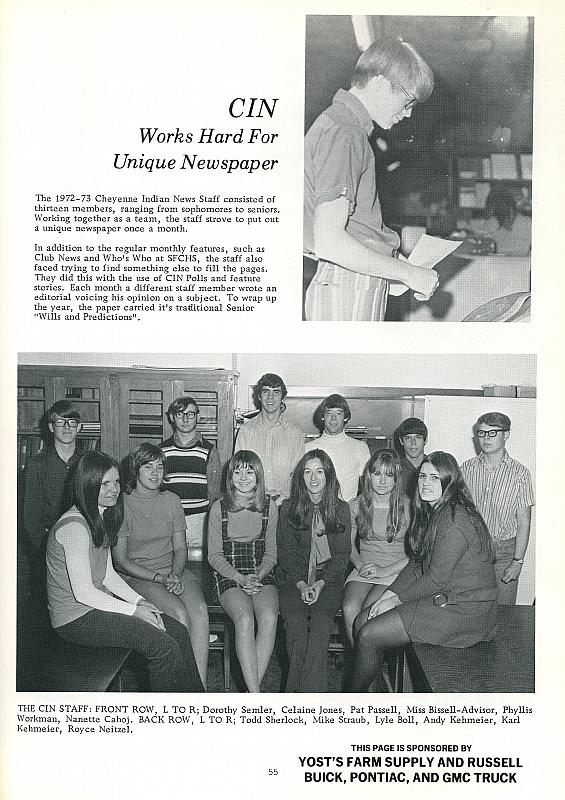 CIN
Works Hard For
Unique Newspaper
The 1972-73 Cheyenne Indian News Staff consisted of
thirteen members, ranging from sophomores to seniors.
Working together as a team, the staff strove to put out
a unique newspaper once a month.
In addition to the regular monthly features, such as
Club News and Who's Who at SFCHS, the staff also
faced trying to find something else to fill the pages.
They did this with the use of CIN Polls and feature
stories. Each month a different staff member wrote an
editorial voicing his opinion on a subject. To wrap up
the year, the paper carried it's traditional Senior
"Wills and Predictions".
THE CIN STAFF: FRONT ROW, L TO R; Dorothy Semler, Celaine Jones, Pat Passell, Miss Bissell-Advisor, Phyllis
Workman, Nanette Cahoj. BACK ROW, L TO R; Todd Sherlock, Mike Straub, Lyle Boll, Andy Kehmeier, Karl
Kehmeier, Royce Neitzel.
THIS PAGE IS SPONSORED BY
YOST'S FARM SUPPLY AND RUSSELL
BUICK, PONTIAC, AND GMC TRUCK
55